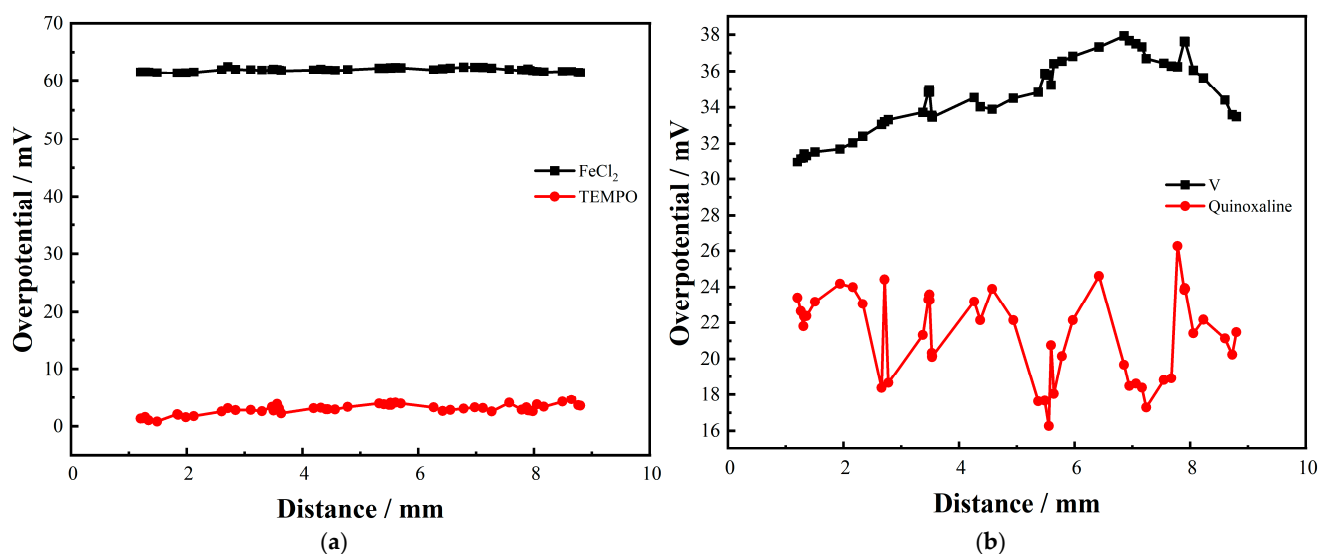 70
60
50
40
30
20
10
0
Overpotential / mV
FeCl₂
TEMPO
0 2 4 6 8 10
Distance / mm
(a)
38
36
34
32
30
28
26
24
22
20
18
16
Overpotential / mV
V
Quinoxaline
0 2 4 6 8 10
Distance / mm
(b)